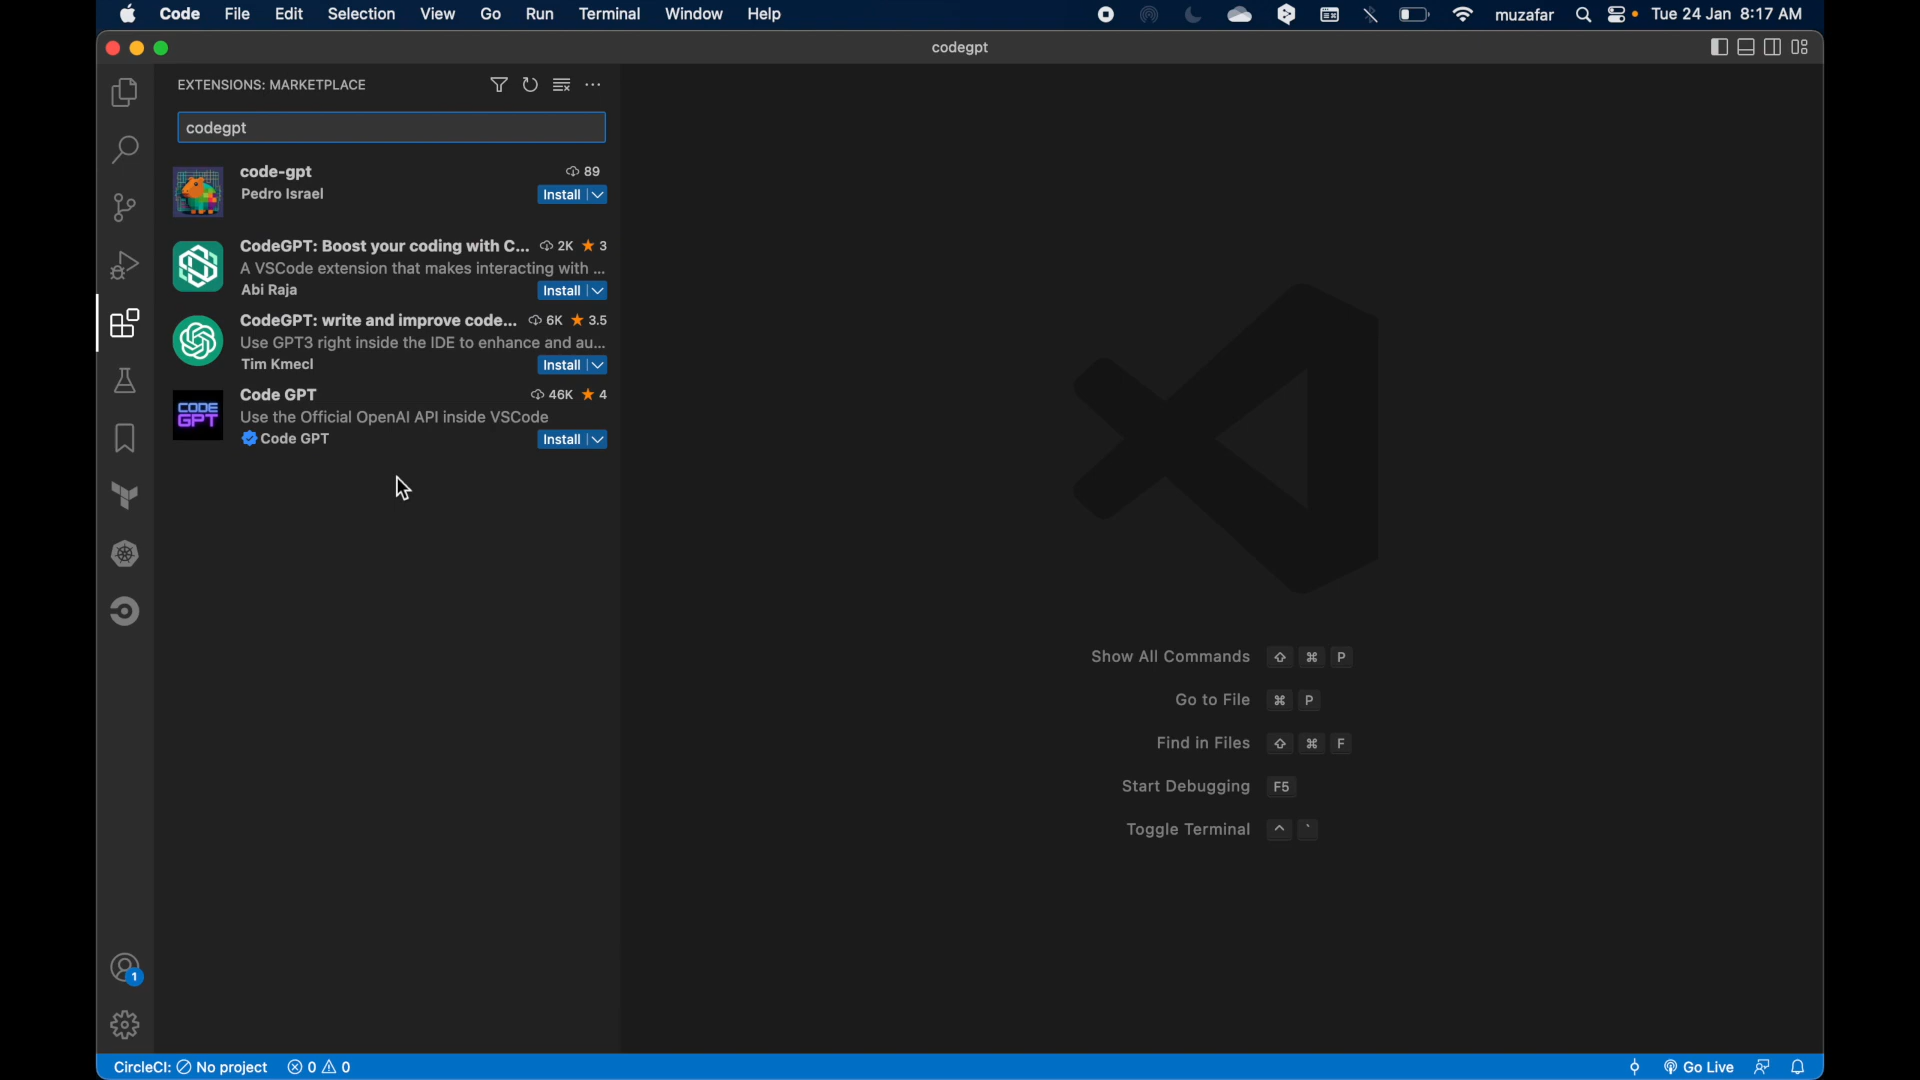 Code File Edit Selection View Go Run Terminal Window Help muzafar Tue 24 Jan 8:17 AM
codegpt
EXTENSIONS: MARKETPLACE
codegpt
code-gpt 89
Pedro Israel Install
CodeGPT: Boost your coding with C... 2K 3
A VSCode extension that makes interacting with ...
Abi Raja Install
CodeGPT: write and improve code... 6K 3.5
Use GPT3 right inside the IDE to enhance and au...
Tim Kmecl Install
CODE
GPT
Code GPT 46K 4
Use the Official OpenAI API inside VSCode
Code GPT Install
Show All Commands ⇧ ⌘ P
Go to File ⌘ P
Find in Files ⇧ ⌘ F
Start Debugging F5
Toggle Terminal ^ `
1
CircleCI: No project 0 0 Go Live